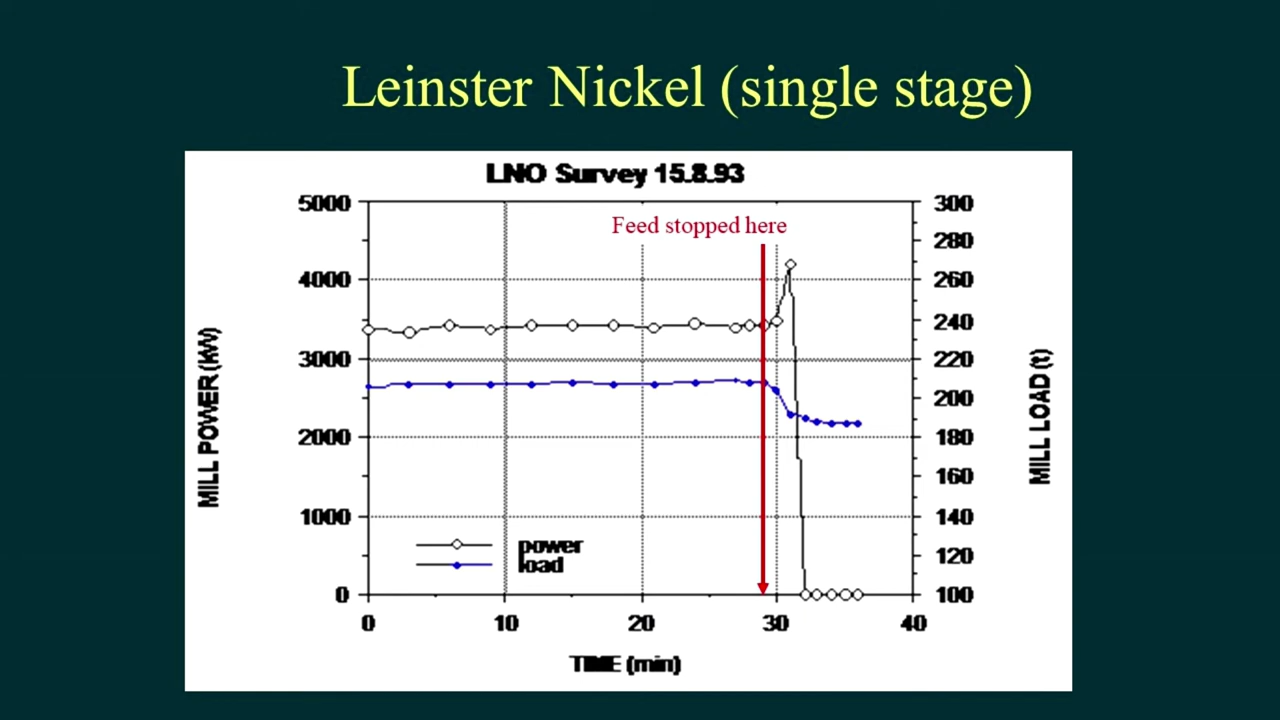 Leinster Nickel (single stage)
LNO Survey 15.8.93
5000
4000
3000
2000
1000
0
MILL POWER (kW)
Feed stopped here
power
load
300
280
260
240
220
200
180
160
140
120
100
MILL LOAD (t)
0 10 20 30 40
TIME (min)